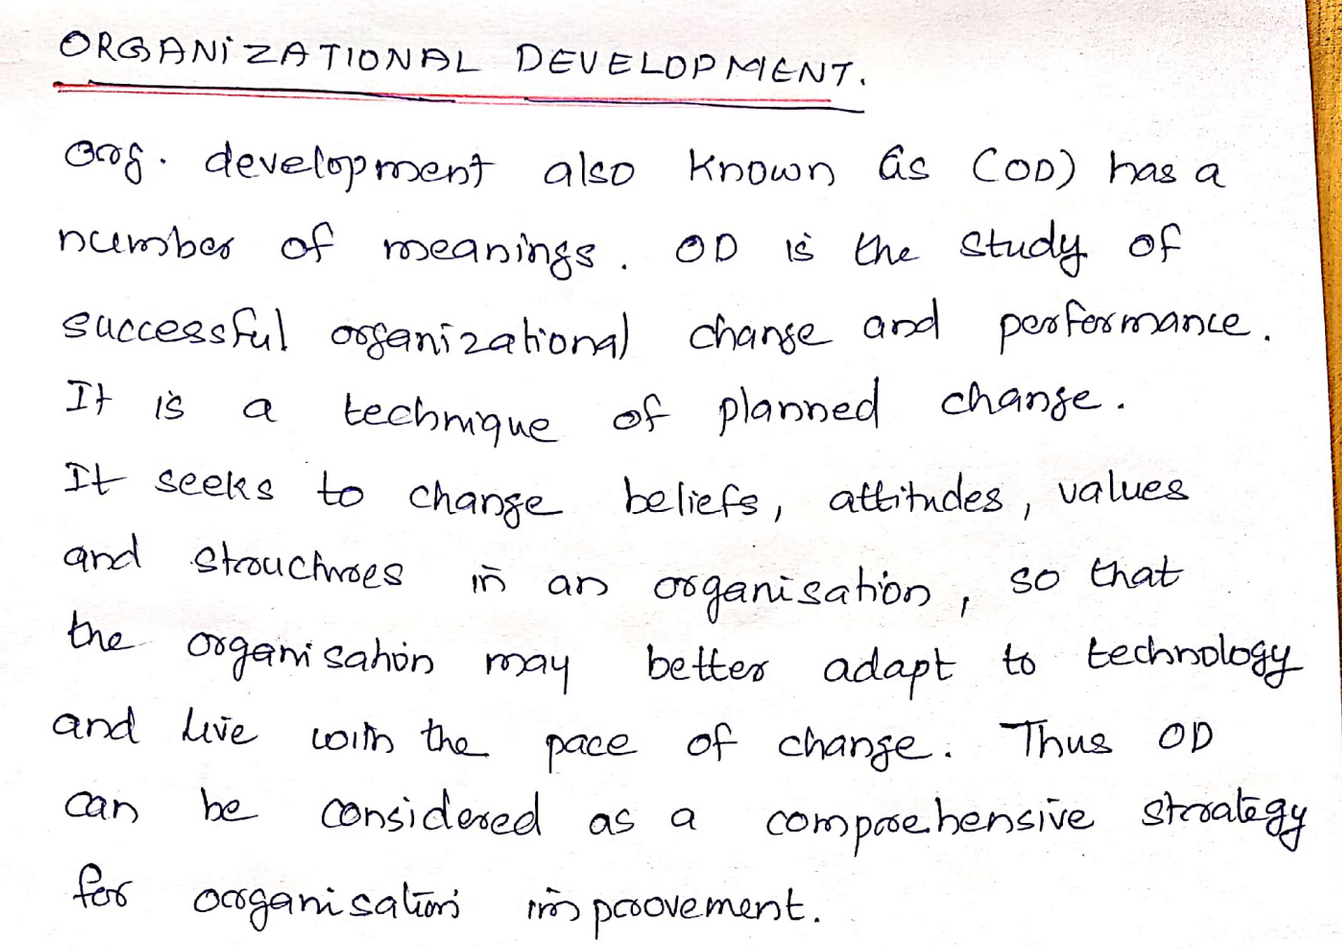 ORGANiZATIONAL DEVELOPMENT.
Org. development also known as (OD) has a
number of meanings. OD is the study of
successful organizational change and performance.
It is a technique of planned change.
It seeks to change beliefs, attitudes, values
and structures in an organisation, so that
the organisation may better adapt to technology
and live with the pace of change. Thus OD
can be considered as a comprehensive strategy
for organisation improvement.